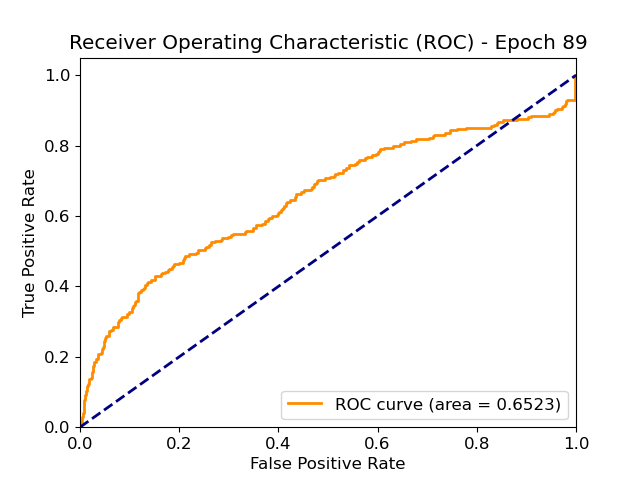 Receiver Operating Characteristic (ROC) - Epoch 89
1.0
0.8
0.6
0.4
0.2
0.0
True Positive Rate
ROC curve (area = 0.6523)
0.0 0.2 0.4 0.6 0.8 1.0
False Positive Rate